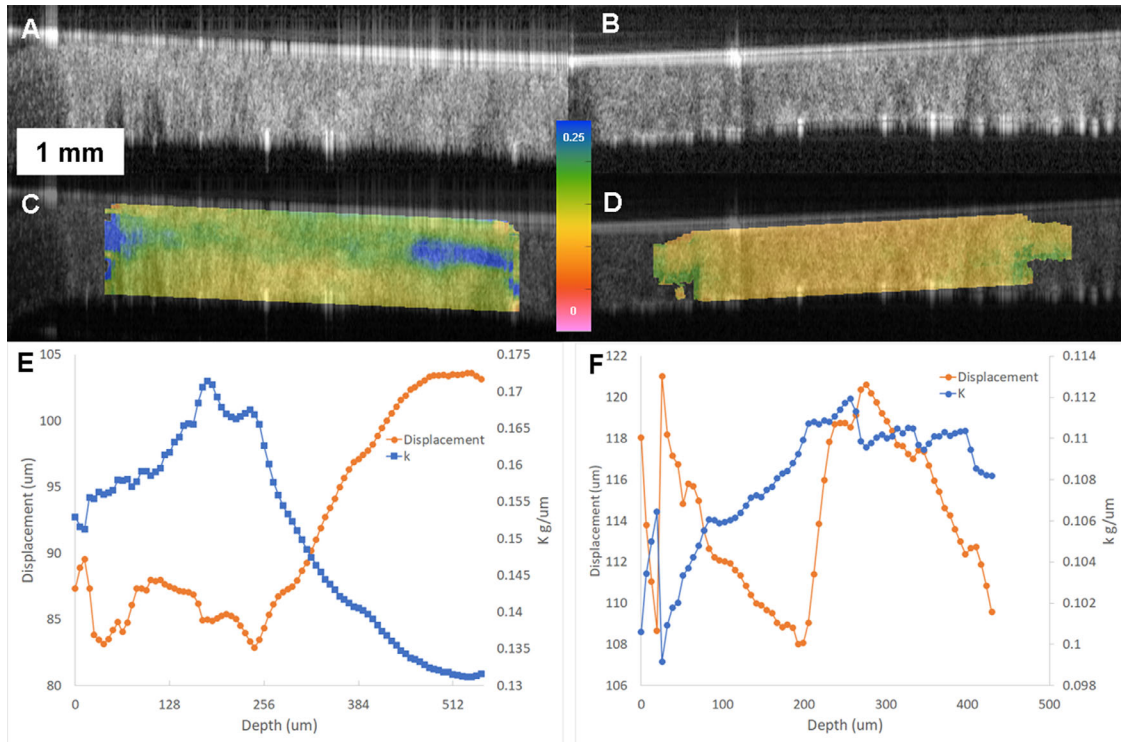 A
B
1 mm
0.25
C
D
0
E
F
105
100
95
90
85
80
Displacement (um)
0.175
0.17
0.165
0.16
0.155
0.15
0.145
0.14
0.135
0.13
K g/um
Displacement
k
0
128
256
384
512
Depth (um)
122
120
118
116
114
112
110
108
106
Displacement (um)
0.114
0.112
0.11
0.108
0.106
0.104
0.102
0.1
0.098
k g/um
Displacement
K
0
100
200
300
400
500
Depth (um)